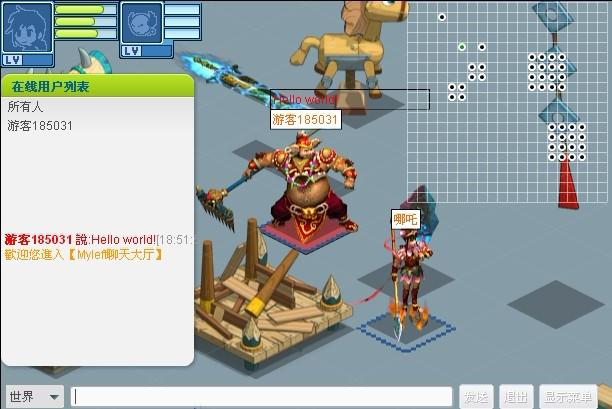 LV
LV
在线用户列表
所有人
游客185031
Hello world!
游客185031
哪吒
游客185031 說:Hello world![18:51:
歡迎您進入【Myleft聊天大厅】
世界
发送
退出
显示菜单